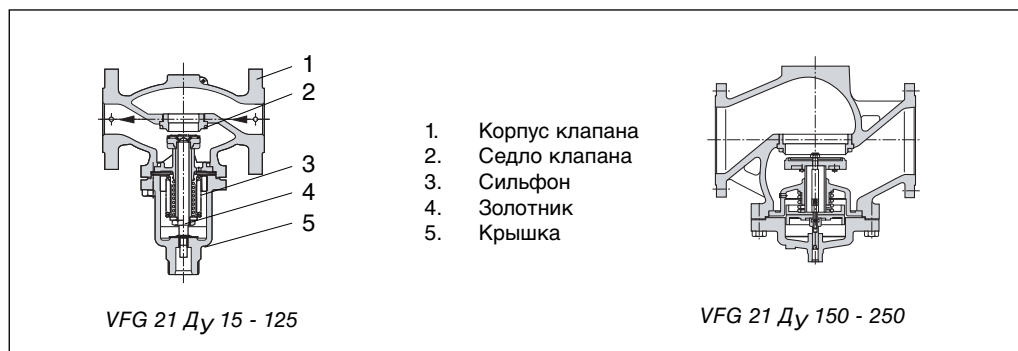 1
2
3
4
5
1. Корпус клапана
2. Седло клапана
3. Сильфон
4. Золотник
5. Крышка
VFG 21 Ду 15 - 125
VFG 21 Ду 150 - 250